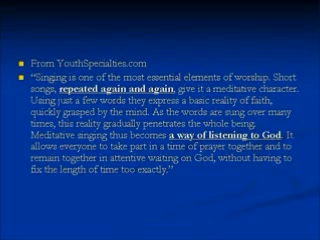 From YouthSpecialties.com
“Singing is one of the most essential elements of worship. Short
songs, repeated again and again, give it a meditative character.
Using just a few words they express a basic reality of faith,
quickly grasped by the mind. As the words are sung over many
times, this reality gradually penetrates the whole being.
Meditative singing thus becomes a way of listening to God. It
allows everyone to take part in a time of prayer together and to
remain together in attentive waiting on God, without having to
fix the length of time too exactly.”